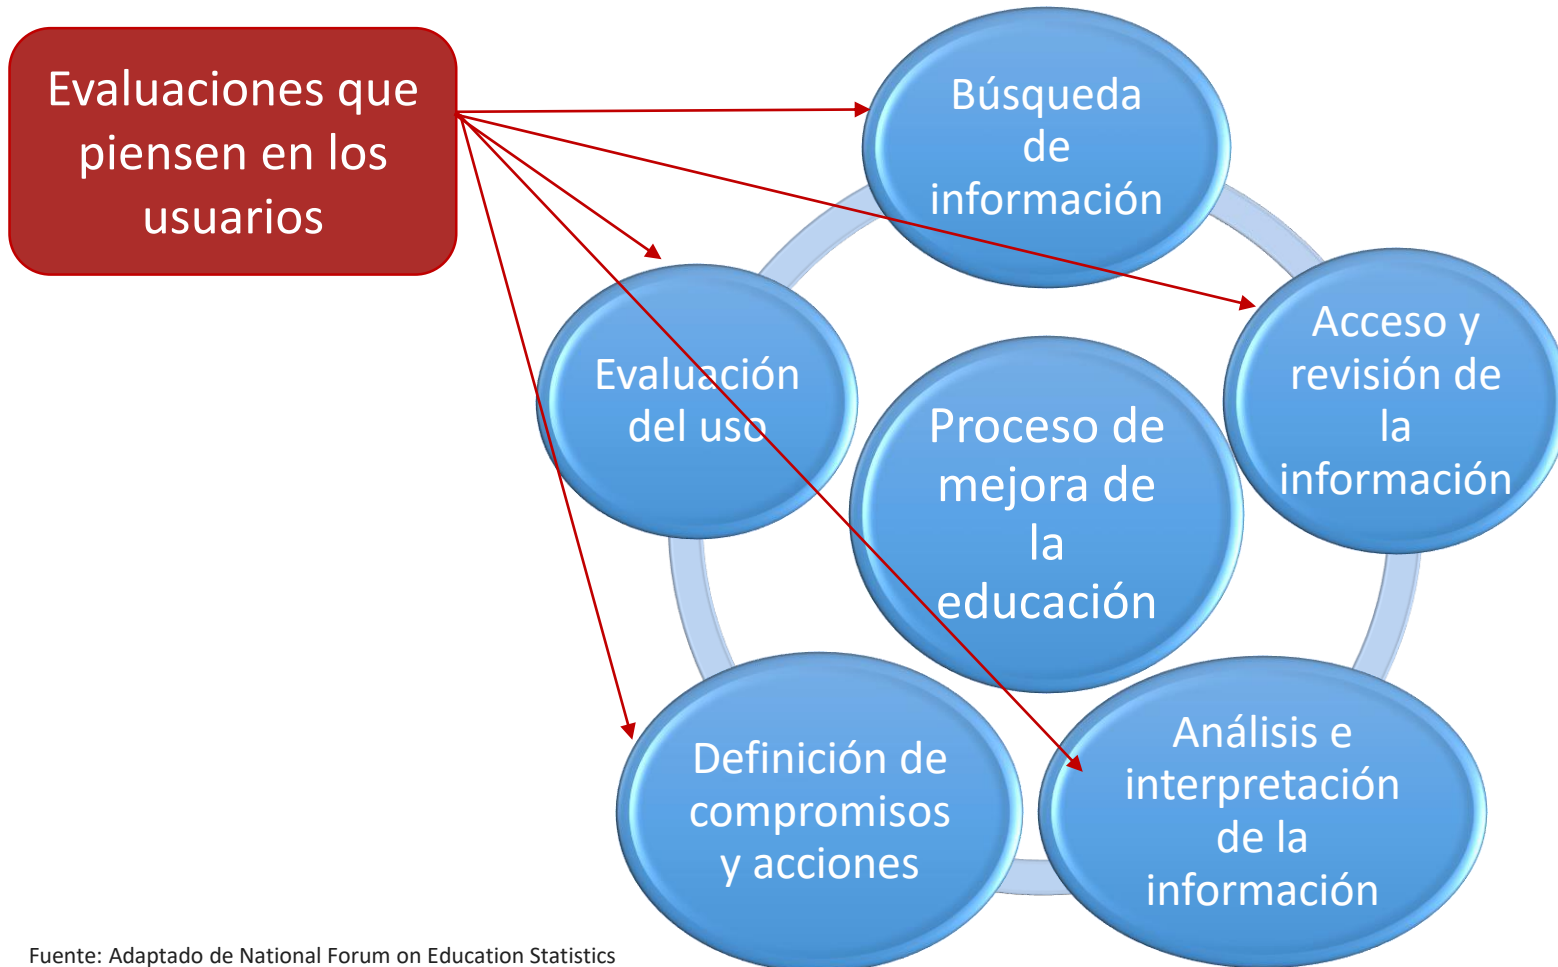 Evaluaciones que
piensen en los
usuarios
Búsqueda
de
información
Acceso y
revisión de
la
información
Evaluación
del uso
Proceso de
mejora de
la
educación
Análisis e
interpretación
de la
información
Definición de
compromisos
y acciones
Fuente: Adaptado de National Forum on Education Statistics